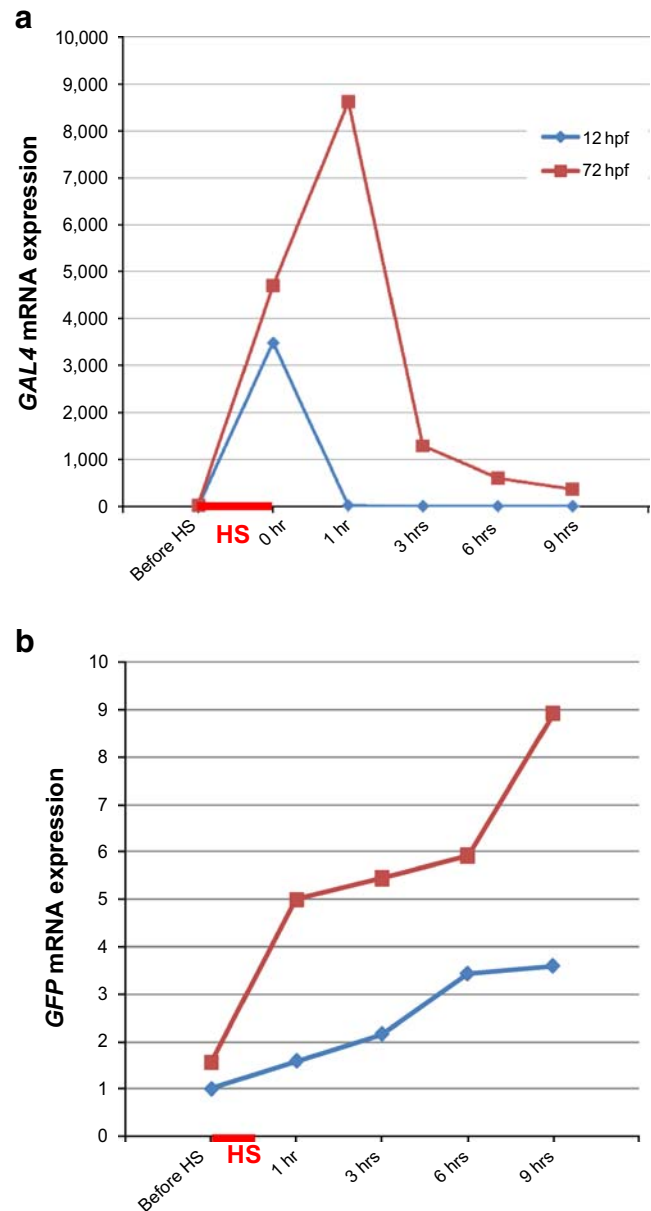 a
10,000
9,000
8,000
7,000
6,000
5,000
4,000
3,000
2,000
1,000
0
GAL4 mRNA expression
12 hpf
72 hpf
Before HS
HS
0 hr
1 hr
3 hrs
6 hrs
9 hrs
b
10
9
8
7
6
5
4
3
2
1
0
GFP mRNA expression
Before HS
HS
1 hr
3 hrs
6 hrs
9 hrs